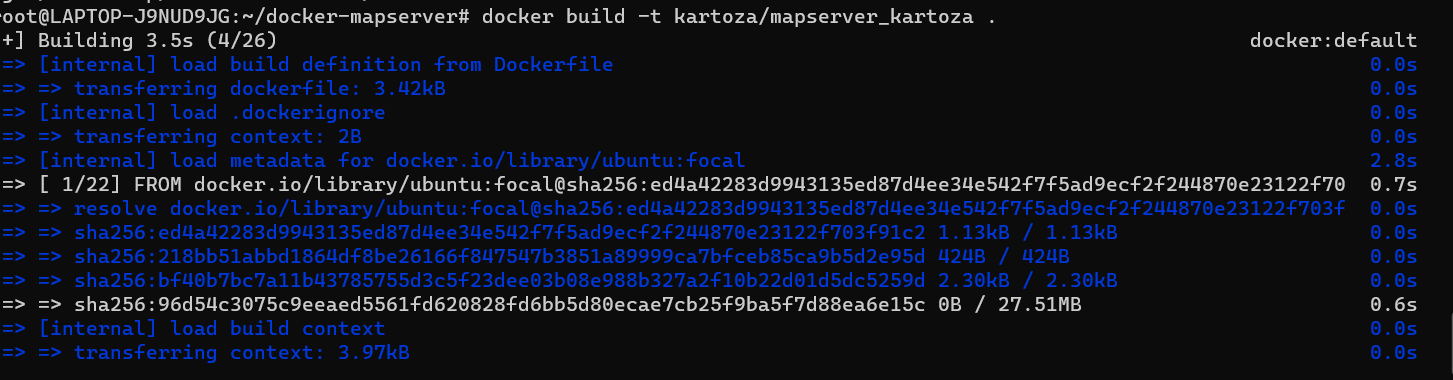 root@LAPTOP-J9NUD9JG:~/docker-mapserver# docker build -t kartoza/mapserver_kartoza .
+] Building 3.5s (4/26) docker:default
=> [internal] load build definition from Dockerfile 0.0s
=> => transferring dockerfile: 3.42kB 0.0s
=> [internal] load .dockerignore 0.0s
=> => transferring context: 2B 0.0s
=> [internal] load metadata for docker.io/library/ubuntu:focal 2.8s
=> [ 1/22] FROM docker.io/library/ubuntu:focal@sha256:ed4a42283d9943135ed87d4ee34e542f7f5ad9ecf2f244870e23122f70 0.7s
=> => resolve docker.io/library/ubuntu:focal@sha256:ed4a42283d9943135ed87d4ee34e542f7f5ad9ecf2f244870e23122f703f 0.0s
=> => sha256:ed4a42283d9943135ed87d4ee34e542f7f5ad9ecf2f244870e23122f703f91c2 1.13kB / 1.13kB 0.0s
=> => sha256:218bb51abbd1864df8be26166f847547b3851a89999ca7bfceb85ca9b5d2e95d 424B / 424B 0.0s
=> => sha256:bf40b7bc7a11b43785755d3c5f23dee03b08e988b327a2f10b22d01d5dc5259d 2.30kB / 2.30kB 0.0s
=> => sha256:96d54c3075c9eeaed5561fd620828fd6bb5d80ecae7cb25f9ba5f7d88ea6e15c 0B / 27.51MB 0.6s
=> [internal] load build context 0.0s
=> => transferring context: 3.97kB 0.0s